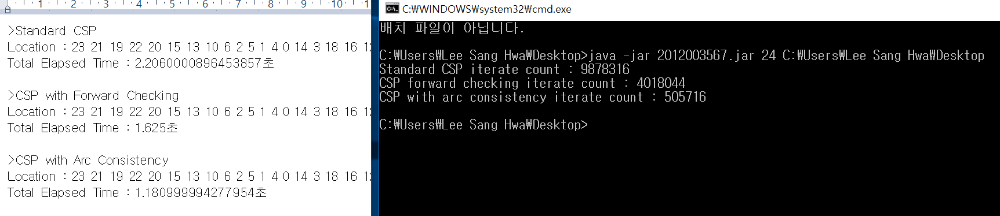 1 2 3 4 5 6 7 8 9 10 11
>Standard CSP
Location : 23 21 19 22 20 15 13 10 6 2 5 1 4 0 14 3 18 16
Total Elapsed Time : 2.2060000896453857초
>CSP with Forward Checking
Location : 23 21 19 22 20 15 13 10 6 2 5 1 4 0 14 3 18 16
Total Elapsed Time : 1.625초
>CSP with Arc Consistency
Location : 23 21 19 22 20 15 13 10 6 2 5 1 4 0 14 3 18 16
Total Elapsed Time : 1.180999994277954초
C:₩WINDOWS₩system32₩cmd.exe
배치 파일이 아닙니다.
C:₩Users₩Lee Sang Hwa₩Desktop>java -jar 2012003567.jar 24 C:₩Users₩Lee Sang Hwa₩Desktop
Standard CSP iterate count : 9878316
CSP forward checking iterate count : 4018044
CSP with arc consistency iterate count : 505716
C:₩Users₩Lee Sang Hwa₩Desktop>